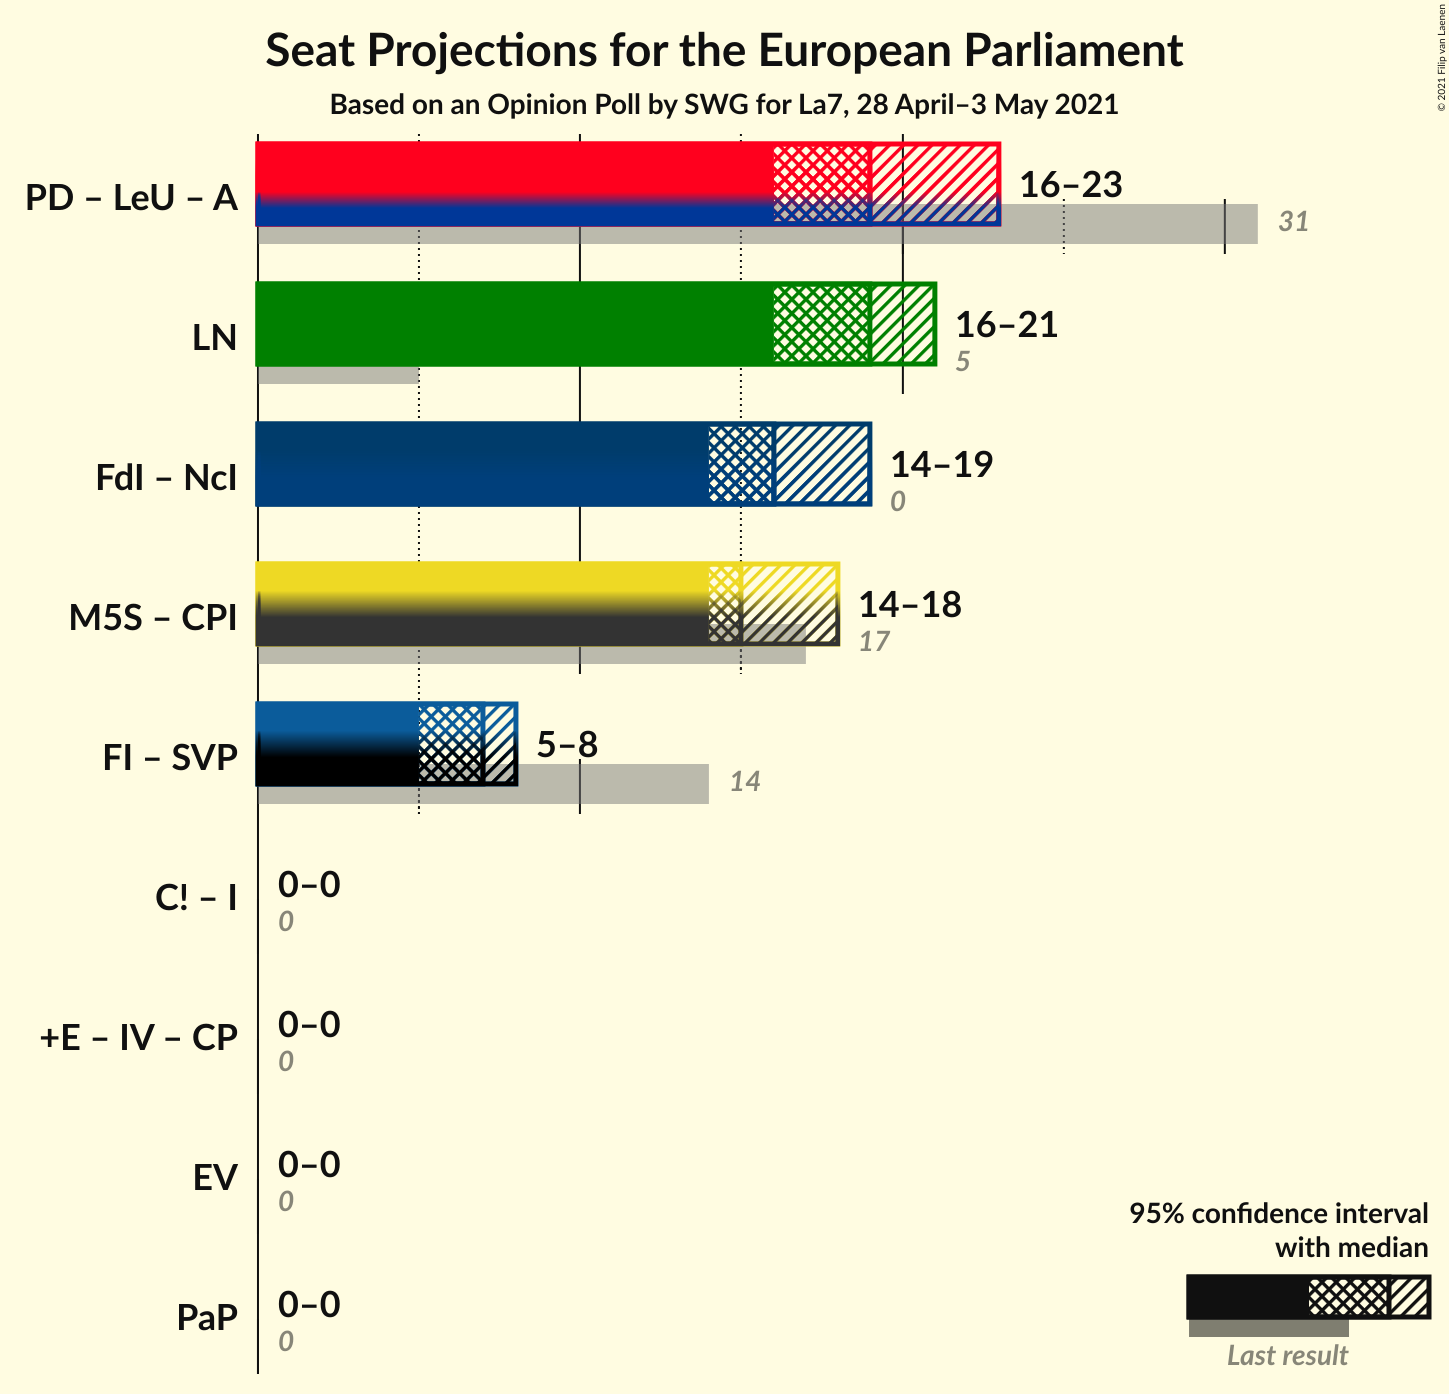 Seat Projections for the European Parliament
Based on an Opinion Poll by SWG for La7, 28 April–3 May 2021
© 2021 Filip van Laenen
PD – LeU – A
16–23
31
LN
16–21
5
FdI – NcI
14–19
0
M5S – CPI
14–18
17
FI – SVP
5–8
14
C! – I
0–0
0
+E – IV – CP
0–0
0
EV
0–0
0
PaP
0–0
0
95% confidence interval
with median
Last result